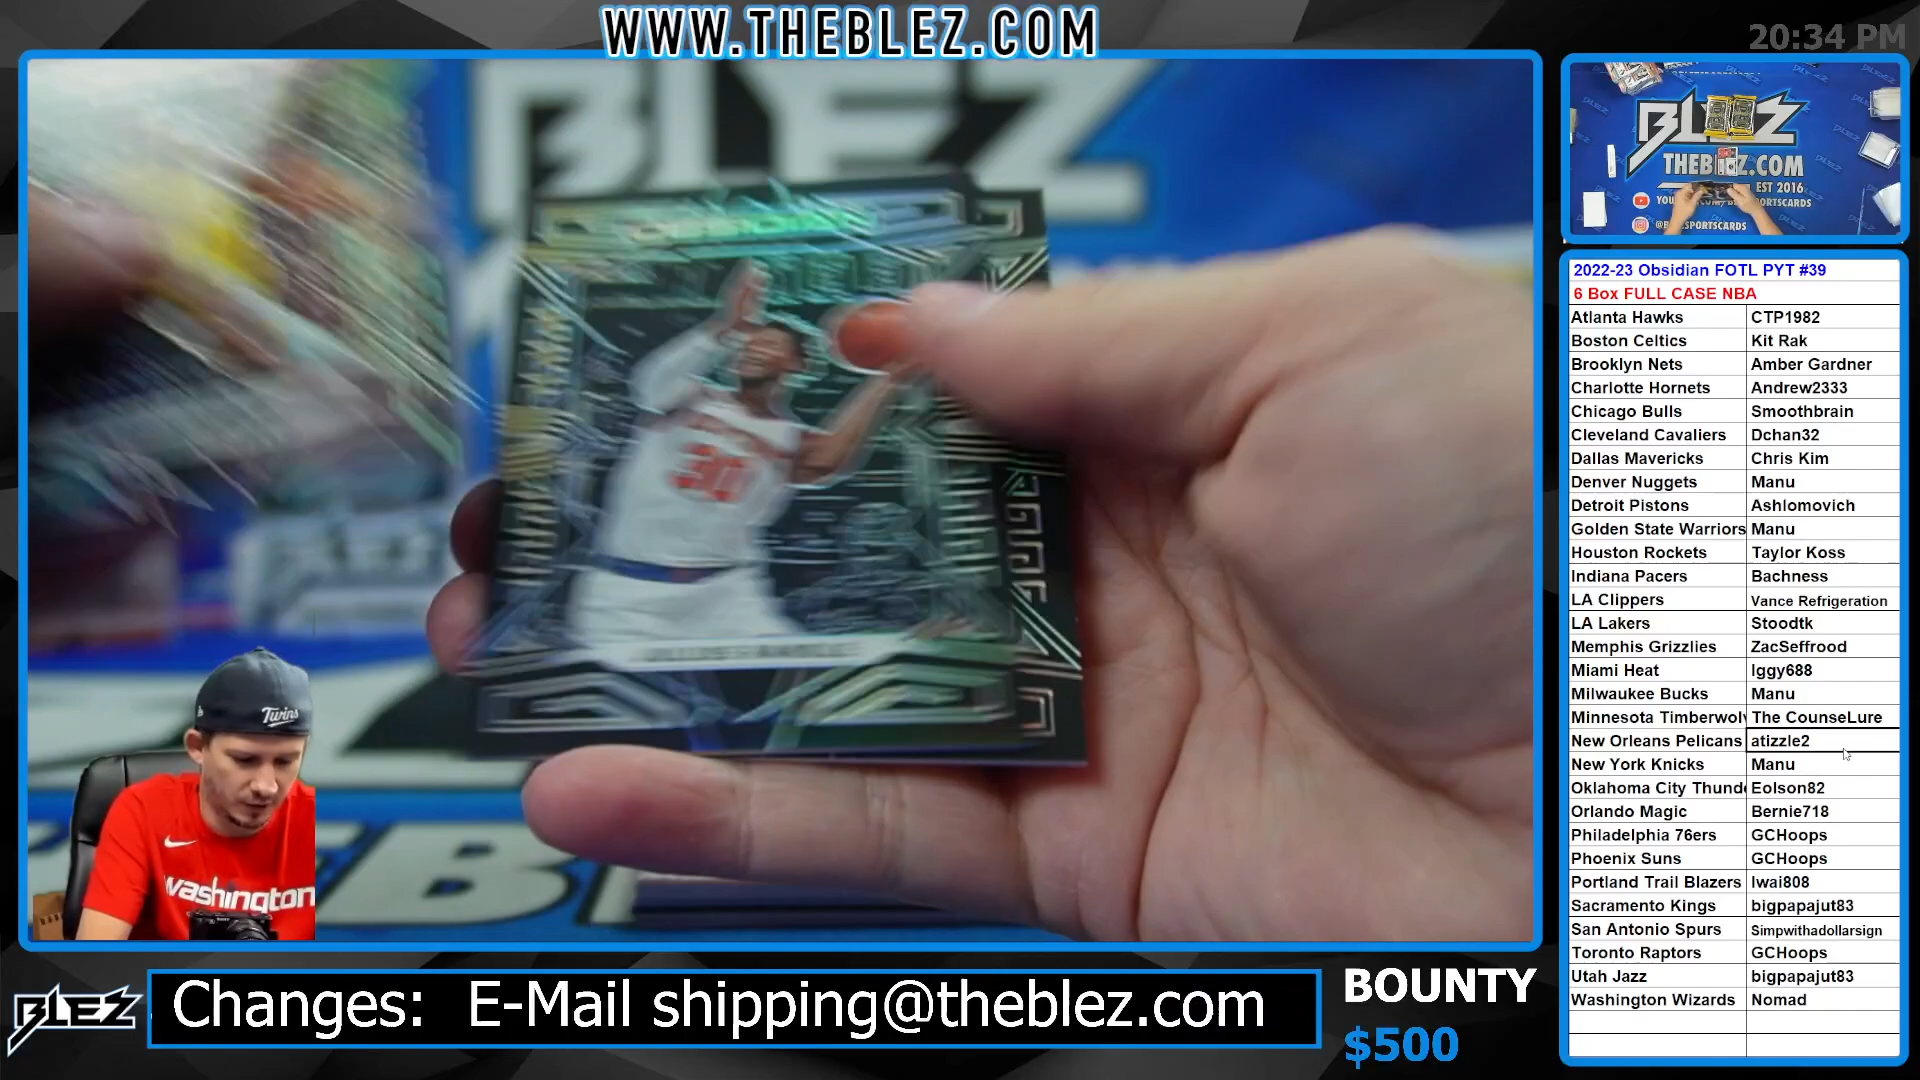 WWW.THEBLEZ.COM
20:34 PM
BLEZ
BLEZ
THEBLEZ.COM
EST 2016
30
Twins
washington
2022-23 Obsidian FOTL PYT #39
6 Box FULL CASE NBA
Atlanta Hawks CTP1982
Boston Celtics Kit Rak
Brooklyn Nets Amber Gardner
Charlotte Hornets Andrew2333
Chicago Bulls Smoothbrain
Cleveland Cavaliers Dchan32
Dallas Mavericks Chris Kim
Denver Nuggets Manu
Detroit Pistons Ashlomovich
Golden State Warriors Manu
Houston Rockets Taylor Koss
Indiana Pacers Bachness
LA Clippers Vance Refrigeration
LA Lakers Stoodtk
Memphis Grizzlies ZacSeffrood
Miami Heat Iggy688
Milwaukee Bucks Manu
Minnesota Timberwol The CounseLure
New Orleans Pelicans atizzle2
New York Knicks Manu
Oklahoma City Thund Eolson82
Orlando Magic Bernie718
Philadelphia 76ers GCHoops
Phoenix Suns GCHoops
Portland Trail Blazers Iwai808
Sacramento Kings bigpapajut83
San Antonio Spurs Simpwithadollarsign
Toronto Raptors GCHoops
Utah Jazz bigpapajut83
Washington Wizards Nomad
BLEZ
Changes: E-Mail shipping@theblez.com
BOUNTY
$500